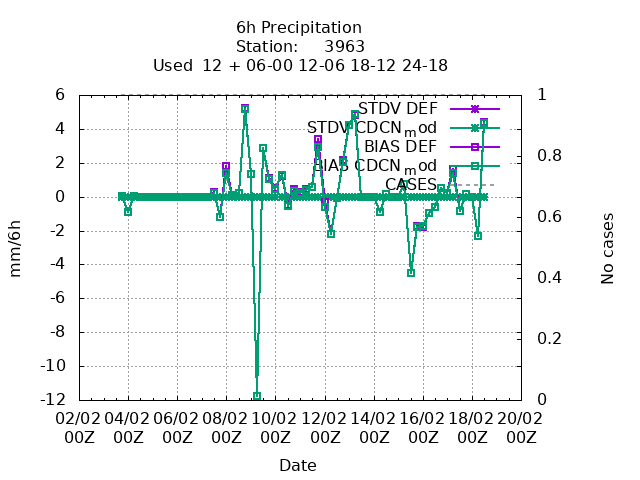 6h Precipitation
Station: 3963
Used 12 + 06-00 12-06 18-12 24-18
STDV DEF
STDV CDCNmod
BIAS DEF
BIAS CDCNmod
CASES
6
4
2
0
-2
-4
-6
-8
-10
-12
mm/6h
1
0.8
0.6
0.4
0.2
0
No cases
02/02 04/02 06/02 08/02 10/02 12/02 14/02 16/02 18/02 20/02
00Z 00Z 00Z 00Z 00Z 00Z 00Z 00Z 00Z 00Z
Date